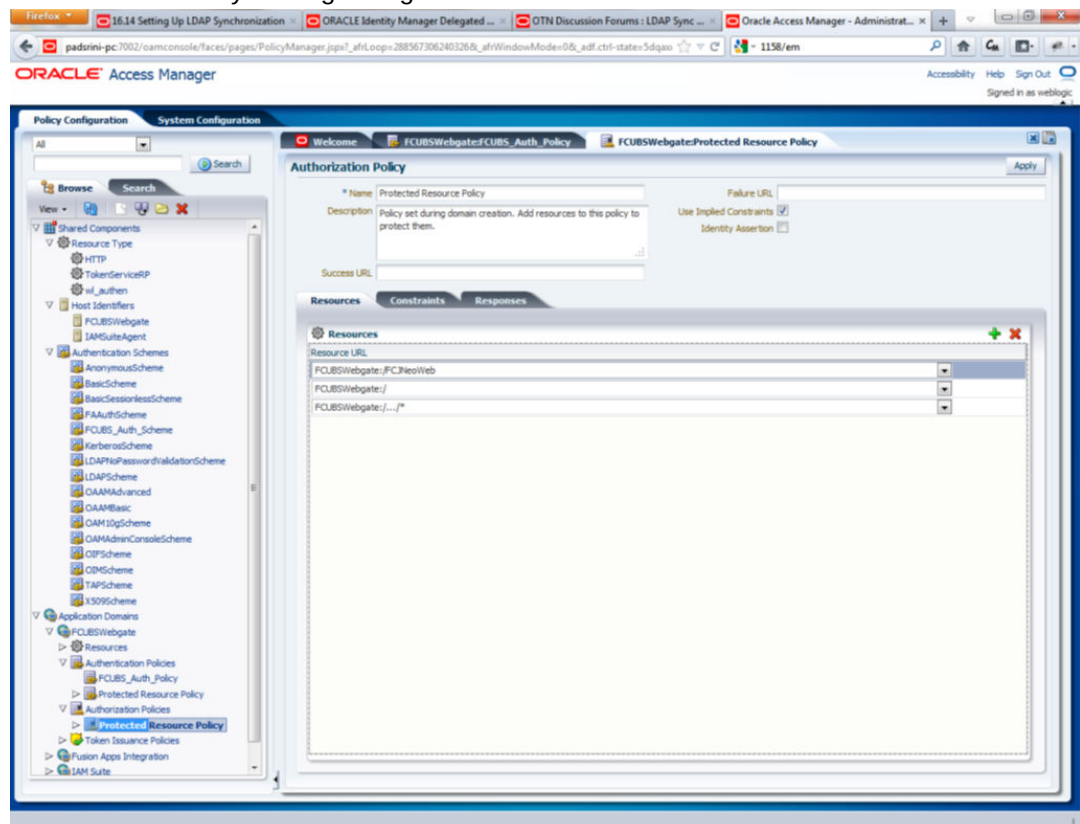 Firefox
16.14 Setting Up LDAP Synchronization
ORACLE Identity Manager Delegated ...
OTN Discussion Forums : LDAP Sync ...
Oracle Access Manager - Administrat...
padsrini-pc:7002/oamconsole/faces/pages/PolicyManager.jspx?_afrLoop=2885673062403268&_afrWindowMode=0&_adf.ctrl-state=5dqaxo
1158/em
ORACLE Access Manager
Accessibility Help Sign Out
Signed in as weblogic
Policy Configuration System Configuration
All
Search
Browse Search
View
Shared Components
Resource Type
HTTP
TokenServiceRP
wl_authen
Host Identifiers
FCUBSWebgate
IAMSuiteAgent
Authentication Schemes
AnonymousScheme
BasicScheme
BasicSessionlessScheme
FAAuthScheme
FCUBS_Auth_Scheme
KerberosScheme
LDAPNoPasswordValidationScheme
LDAPScheme
OAAMAdvanced
OAAMBasic
OAM10gScheme
OAMAdminConsoleScheme
OIFScheme
OIMScheme
TAPScheme
X509Scheme
Application Domains
FCUBSWebgate
Resources
Authentication Policies
FCUBS_Auth_Policy
Protected Resource Policy
Authorization Policies
Protected Resource Policy
Token Issuance Policies
Fusion Apps Integration
IAM Suite
Welcome FCUBSWebgate:FCUBS_Auth_Policy FCUBSWebgate:Protected Resource Policy
Authorization Policy Apply
* Name Protected Resource Policy
Description Policy set during domain creation. Add resources to this policy to
protect them.
Success URL
Failure URL
Use Implied Constraints
Identity Assertion
Resources Constraints Responses
Resources
Resource URL
FCUBSWebgate:/FCJNeoWeb
FCUBSWebgate:/
FCUBSWebgate:/.../*